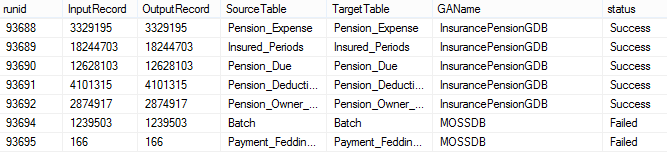 runid InputRecord OutputRecord SourceTable TargetTable GAName status
93688 3329195 3329195 Pension_Expense Pension_Expense InsurancePensionGDB Success
93689 18244703 18244703 Insured_Periods Insured_Periods InsurancePensionGDB Success
93690 12628103 12628103 Pension_Due Pension_Due InsurancePensionGDB Success
93691 4101315 4101315 Pension_Deducti... Pension_Deducti... InsurancePensionGDB Success
93692 2874917 2874917 Pension_Owner_... Pension_Owner_... InsurancePensionGDB Success
93694 1239503 1239503 Batch Batch MOSSDB Failed
93695 166 166 Payment_Feddin... Payment_Feddin... MOSSDB Failed